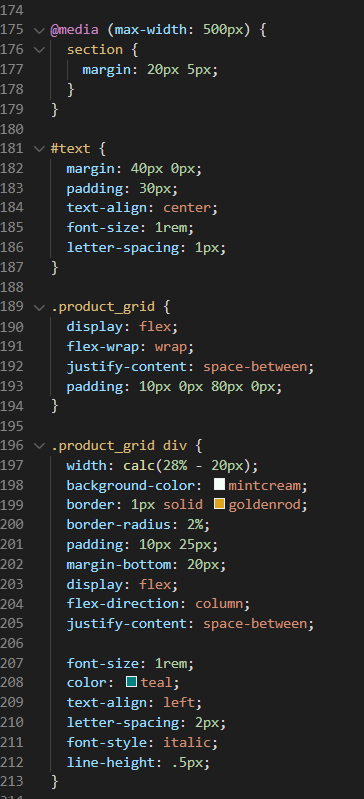 174
175 @media (max-width: 500px) {
176   section {
177     margin: 20px 5px;
178   }
179 }
180
181 #text {
182   margin: 40px 0px;
183   padding: 30px;
184   text-align: center;
185   font-size: 1rem;
186   letter-spacing: 1px;
187 }
188
189 .product_grid {
190   display: flex;
191   flex-wrap: wrap;
192   justify-content: space-between;
193   padding: 10px 0px 80px 0px;
194 }
195
196 .product_grid div {
197   width: calc(28% - 20px);
198   background-color: mintcream;
199   border: 1px solid goldenrod;
200   border-radius: 2%;
201   padding: 10px 25px;
202   margin-bottom: 20px;
203   display: flex;
204   flex-direction: column;
205   justify-content: space-between;
206
207   font-size: 1rem;
208   color: teal;
209   text-align: left;
210   letter-spacing: 2px;
211   font-style: italic;
212   line-height: .5px;
213 }